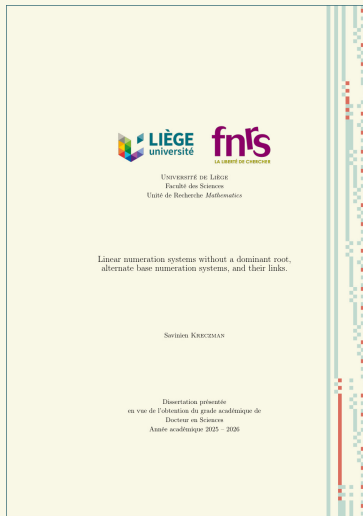 LIÈGE
université
fnrs
LA LIBERTÉ DE CHERCHER
Université de Liège
Faculté des Sciences
Unité de Recherche Mathematics
Linear numeration systems without a dominant root,
alternate base numeration systems, and their links.
Savinien Kreczman
Dissertation présentée
en vue de l'obtention du grade académique de
Docteur en Sciences
Année académique 2025 – 2026